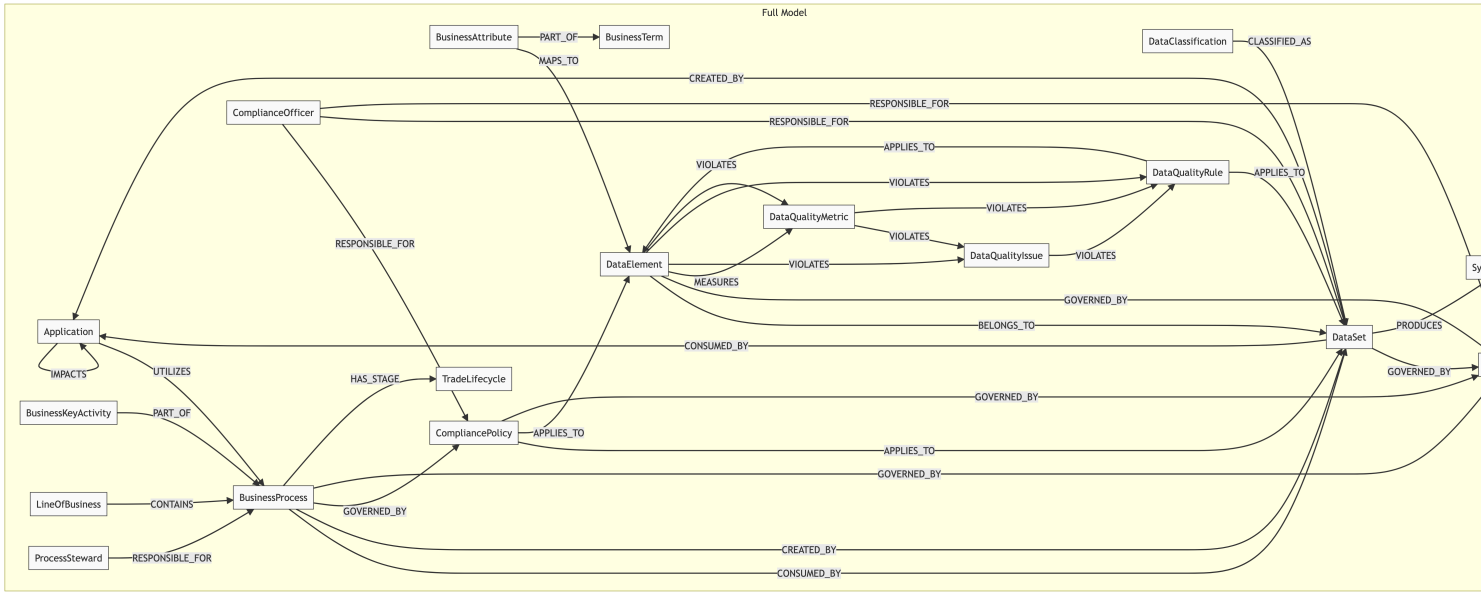 Full Model
BusinessAttribute
PART_OF
BusinessTerm
DataClassification
CLASSIFIED_AS
MAPS_TO
CREATED_BY
ComplianceOfficer
RESPONSIBLE_FOR
RESPONSIBLE_FOR
APPLIES_TO
VIOLATES
DataQualityRule
APPLIES_TO
VIOLATES
DataQualityMetric
VIOLATES
VIOLATES
RESPONSIBLE_FOR
DataQualityIssue
VIOLATES
DataElement
VIOLATES
Sy
MEASURES
GOVERNED_BY
BELONGS_TO
PRODUCES
Application
DataSet
CONSUMED_BY
IMPACTS
UTILIZES
GOVERNED_BY
HAS_STAGE
TradeLifecycle
GOVERNED_BY
BusinessKeyActivity
PART_OF
CompliancePolicy
APPLIES_TO
APPLIES_TO
GOVERNED_BY
BusinessProcess
LineOfBusiness
CONTAINS
GOVERNED_BY
CREATED_BY
ProcessSteward
RESPONSIBLE_FOR
CONSUMED_BY